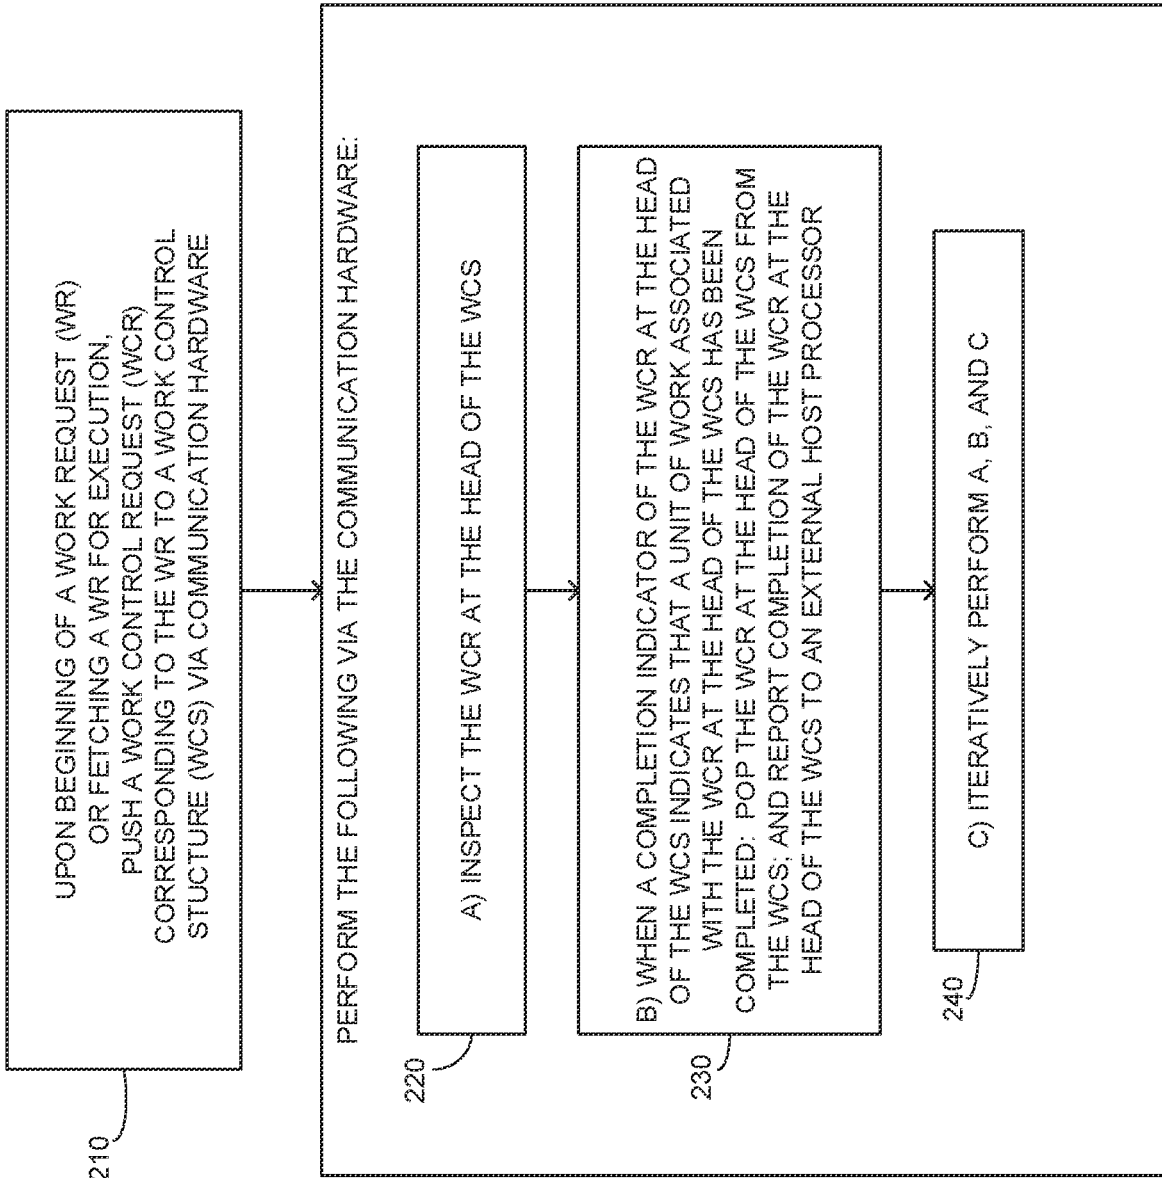 UPON BEGINNING OF A WORK REQUEST (WR)
OR FETCHING A WR FOR EXECUTION,
PUSH A WORK CONTROL REQUEST (WCR)
CORRESPONDING TO THE WR TO A WORK CONTROL
STUCTURE (WCS) VIA COMMUNICATION HARDWARE
210
PERFORM THE FOLLOWING VIA THE COMMUNICATION HARDWARE:
A) INSPECT THE WCR AT THE HEAD OF THE WCS
220
B) WHEN A COMPLETION INDICATOR OF THE WCR AT THE HEAD
OF THE WCS INDICATES THAT A UNIT OF WORK ASSOCIATED
WITH THE WCR AT THE HEAD OF THE WCS HAS BEEN
COMPLETED: POP THE WCR AT THE HEAD OF THE WCS FROM
THE WCS; AND REPORT COMPLETION OF THE WCR AT THE
HEAD OF THE WCS TO AN EXTERNAL HOST PROCESSOR
230
C) ITERATIVELY PERFORM A, B, AND C
240